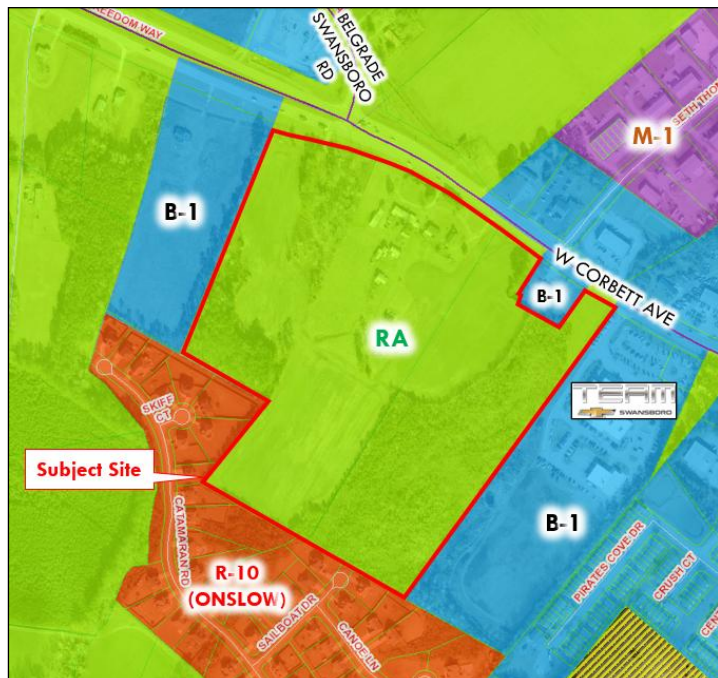 FREEDOM WAY
BELGRADE
SWANSBORO
RD
M-1
B-1
W CORBETT AVE
B-1
RA
TEAM
SWANSBORO
SKIFF
CT
Subject Site
CATAMARAN RD
B-1
R-10
(ONSLOW)
SAILBOAT DR
CANOE LN
PIRATES COVE DR
CRUSH CT